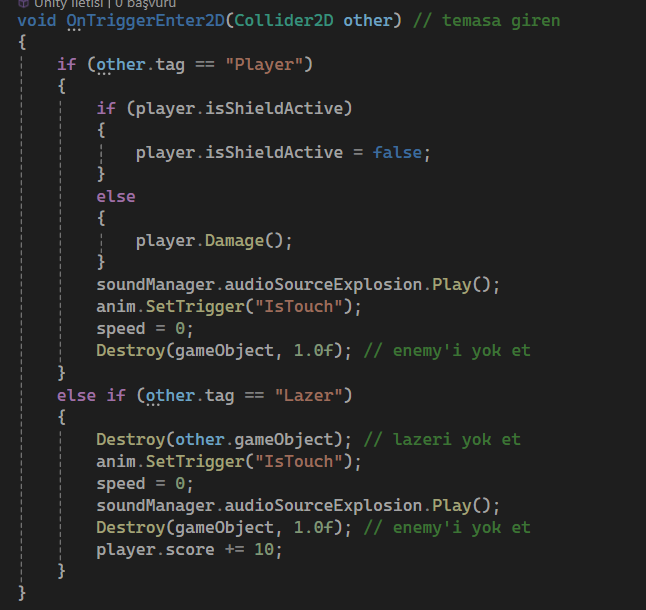 Unity İletisi | 0 başvuru
void OnTriggerEnter2D(Collider2D other) // temasa giren
{
if (other.tag == "Player")
{
if (player.isShieldActive)
{
player.isShieldActive = false;
}
else
{
player.Damage();
}
soundManager.audioSourceExplosion.Play();
anim.SetTrigger("IsTouch");
speed = 0;
Destroy(gameObject, 1.0f); // enemy'i yok et
}
else if (other.tag == "Lazer")
{
Destroy(other.gameObject); // lazeri yok et
anim.SetTrigger("IsTouch");
speed = 0;
soundManager.audioSourceExplosion.Play();
Destroy(gameObject, 1.0f); // enemy'i yok et
player.score += 10;
}
}